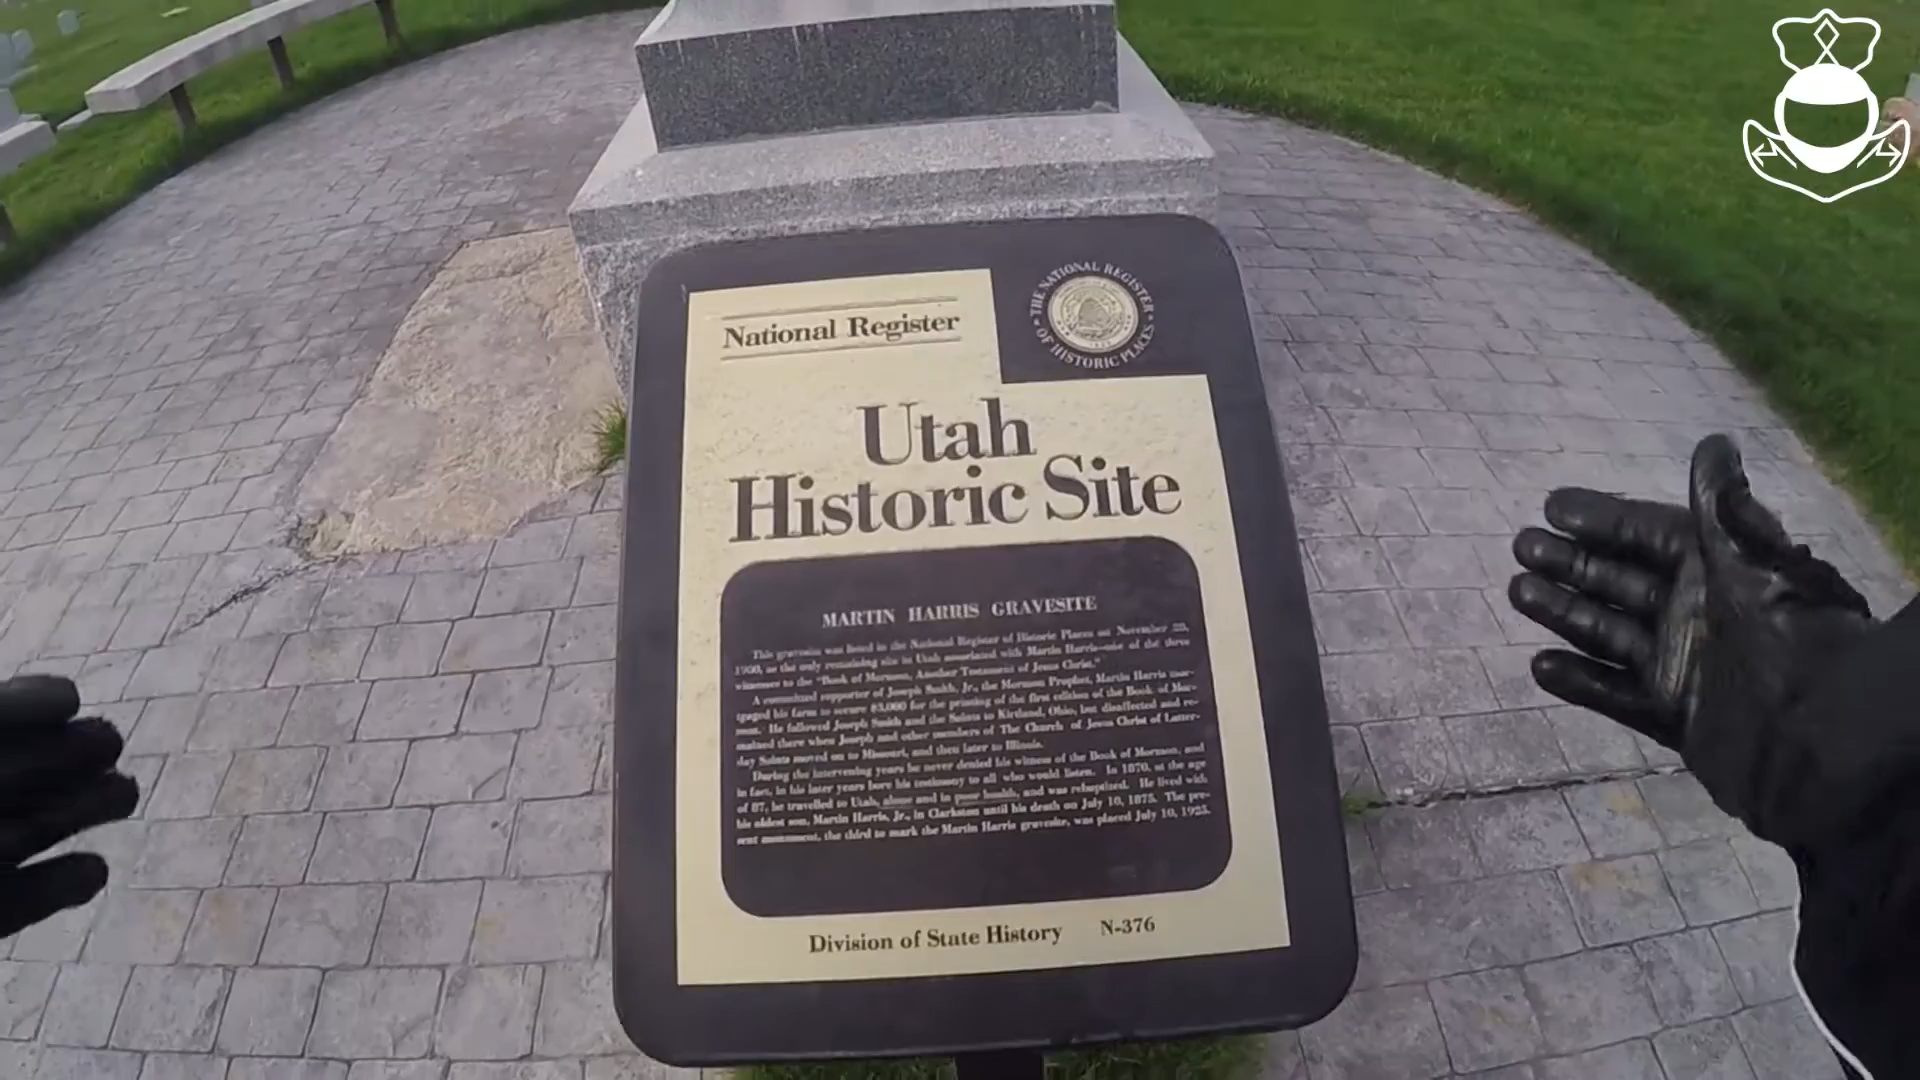 National Register
THE NATIONAL REGISTER
OF HISTORIC PLACES
Utah
Historic Site
MARTIN HARRIS GRAVESITE
This gravesite was listed in the National Register of Historic Places on November
as the only remaining site in Utah associated with Martin Harris—one of the three
witnesses to the "Book of Mormon, Another Testament of Jesus Christ."
A committed supporter of Joseph Smith, Jr., the Mormon Prophet, Martin Harris mor-
tgaged his farm to secure $3,000 for the printing of the first edition of the Book of Mor-
mon. He followed Joseph Smith and the Saints to Kirtland, Ohio, but disaffected and re-
mained there when Joseph and other members of The Church of Jesus Christ of Latter-
day Saints moved on to Missouri, and then later to Illinois.
During the intervening years he never denied his witness of the Book of Mormon, and
in fact, in his later years bore his testimony to all who would listen. In 1870, at the age
of 87, he travelled to Utah, alone and in poor health, and was rebaptized. He lived with
his oldest son, Martin Harris, Jr., in Clarkston until his death on July 10, 1875. The pre-
sent monument, the third to mark the Martin Harris gravesite, was placed July 10, 1925.
Division of State History N-376